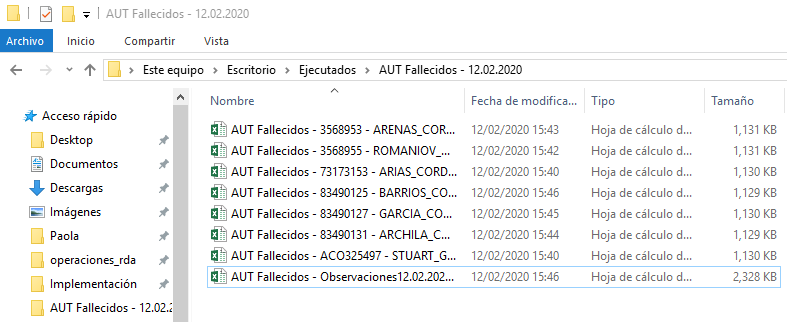 AUT Fallecidos - 12.02.2020
Archivo Inicio Compartir Vista
Este equipo Escritorio Ejecutados AUT Fallecidos - 12.02.2020
Nombre Fecha de modifica... Tipo Tamaño
Acceso rápido
Desktop
Documentos
Descargas
Imágenes
Paola
operaciones_rda
Implementación
AUT Fallecidos - 12.02.202
AUT Fallecidos - 3568953 - ARENAS_COR... 12/02/2020 15:43 Hoja de cálculo d... 1,131 KB
AUT Fallecidos - 3568955 - ROMANIOV_... 12/02/2020 15:42 Hoja de cálculo d... 1,131 KB
AUT Fallecidos - 73173153 - ARIAS_CORD... 12/02/2020 15:40 Hoja de cálculo d... 1,130 KB
AUT Fallecidos - 83490125 - BARRIOS_CO... 12/02/2020 15:46 Hoja de cálculo d... 1,129 KB
AUT Fallecidos - 83490127 - GARCIA_CO... 12/02/2020 15:45 Hoja de cálculo d... 1,130 KB
AUT Fallecidos - 83490131 - ARCHILA_C... 12/02/2020 15:44 Hoja de cálculo d... 1,129 KB
AUT Fallecidos - ACO325497 - STUART_G... 12/02/2020 15:40 Hoja de cálculo d... 1,130 KB
AUT Fallecidos - Observaciones12.02.202... 12/02/2020 15:46 Hoja de cálculo d... 2,328 KB